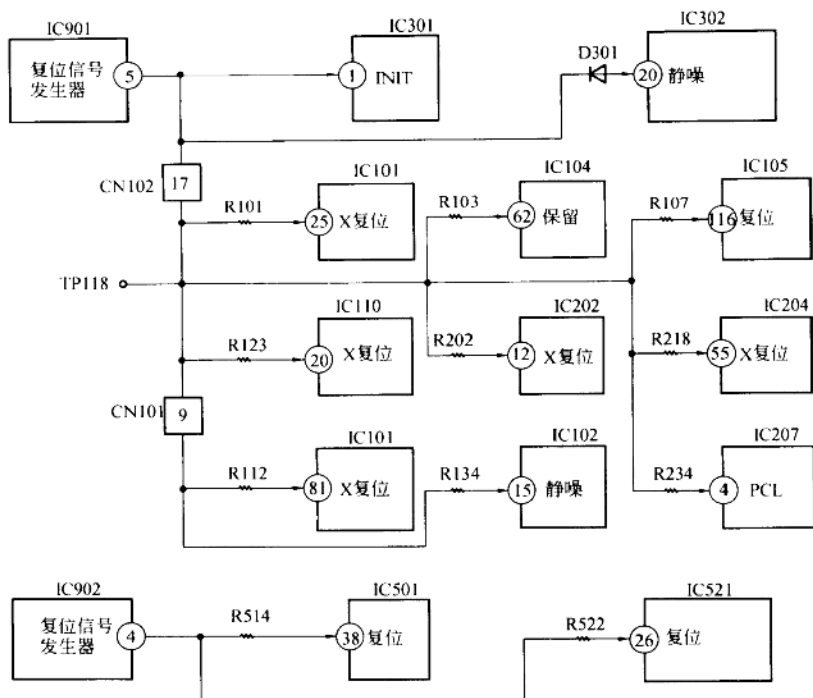 IC901
IC301
IC302
复位信号
发生器
5
1
INIT
D301
20
静噪
CN102
17
IC101
IC104
IC105
R101
25
X复位
R103
62
保留
R107
116
复位
TP118
IC110
IC202
IC204
R123
20
X复位
R202
12
X复位
R218
55
X复位
CN101
9
IC101
IC102
IC207
R112
81
X复位
R134
15
静噪
R234
4
PCL
IC902
IC501
IC521
复位信号
发生器
4
R514
38
复位
R522
26
复位